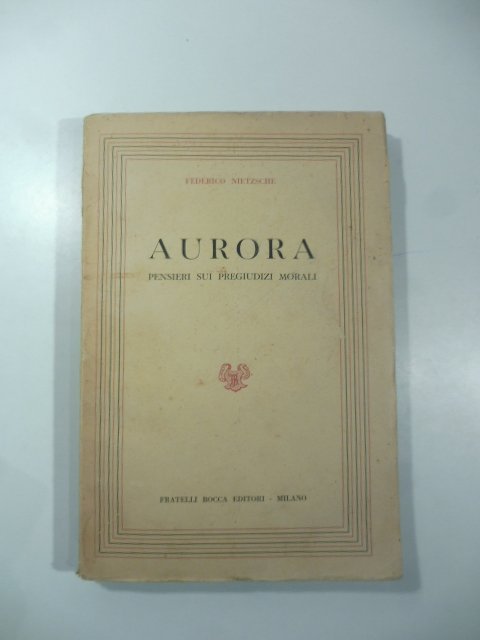 FEDERICO NIETZSCHE
AURORA
PENSIERI SUI PREGIUDIZI MORALI
FRATELLI BOCCA EDITORI - MILANO